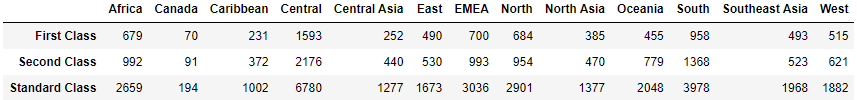 Africa Canada Caribbean Central Central Asia East EMEA North North Asia Oceania South Southeast Asia West
First Class 679 70 231 1593 252 490 700 684 385 455 958 493 515
Second Class 992 91 372 2176 440 530 993 954 470 779 1368 523 621
Standard Class 2659 194 1002 6780 1277 1673 3036 2901 1377 2048 3978 1968 1882